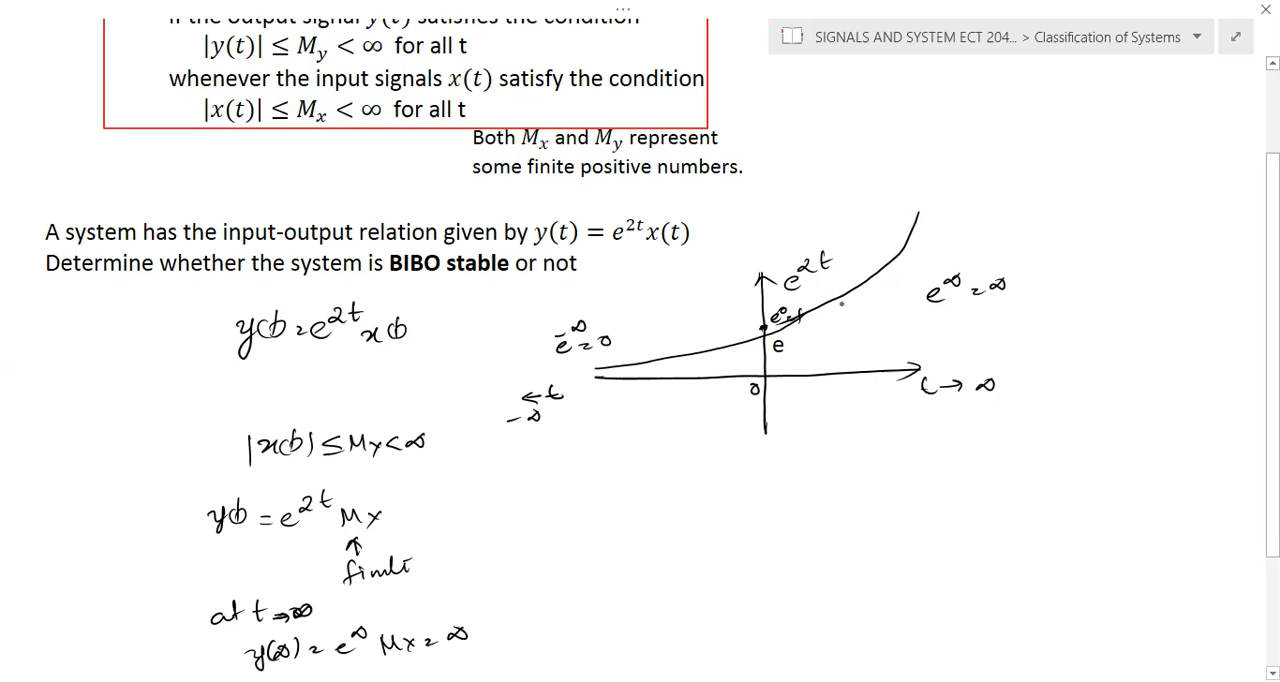 If the output signal y(t) satisfies the condition
|y(t)| ≤ M_y < ∞ for all t
whenever the input signals x(t) satisfy the condition
|x(t)| ≤ M_x < ∞ for all t
SIGNALS AND SYSTEM ECT 204... > Classification of Systems
Both M_x and M_y represent
some finite positive numbers.
A system has the input-output relation given by y(t) = e^{2t}x(t)
Determine whether the system is BIBO stable or not
y(t) = e^{2t} x(t)
e^{2t}
e^∞ = ∞
e^{-∞} = 0
e
0
← t
-∞
t → ∞
|x(t)| ≤ Mx < ∞
y(t) = e^{2t} Mx
↑
finite
at t → ∞
y(∞) = e^∞ Mx = ∞